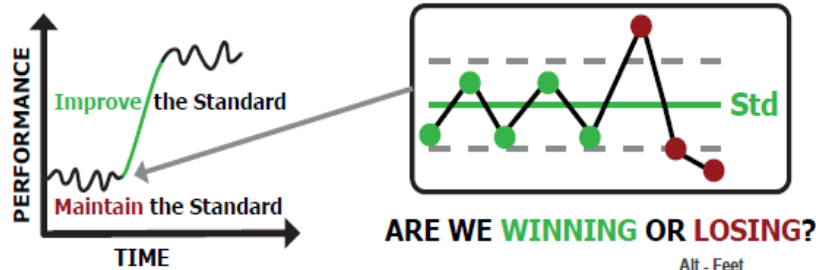 PERFORMANCE
Improve the Standard
Maintain the Standard
TIME
Std
ARE WE WINNING OR LOSING?
Alt - Feet